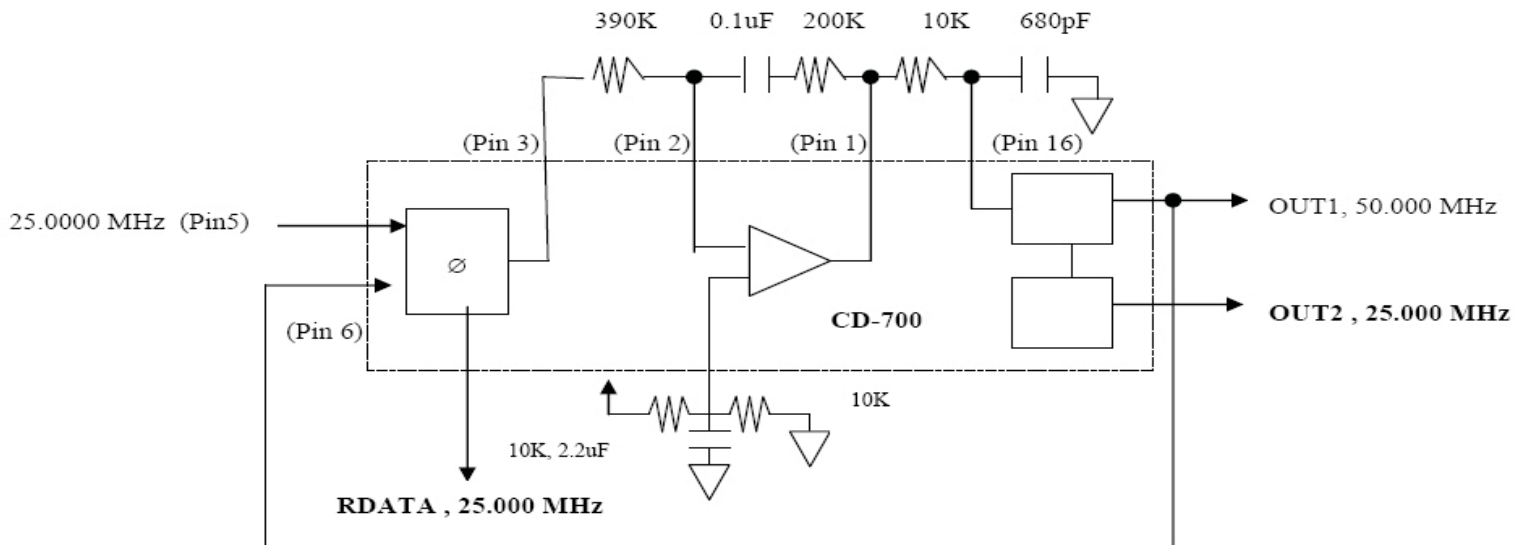 390K 0.1uF 200K 10K 680pF
(Pin 3) (Pin 2) (Pin 1) (Pin 16)
25.0000 MHz (Pin5)
OUT1, 50.000 MHz
∅
(Pin 6)
CD-700
OUT2 , 25.000 MHz
10K
10K, 2.2uF
RDATA , 25.000 MHz